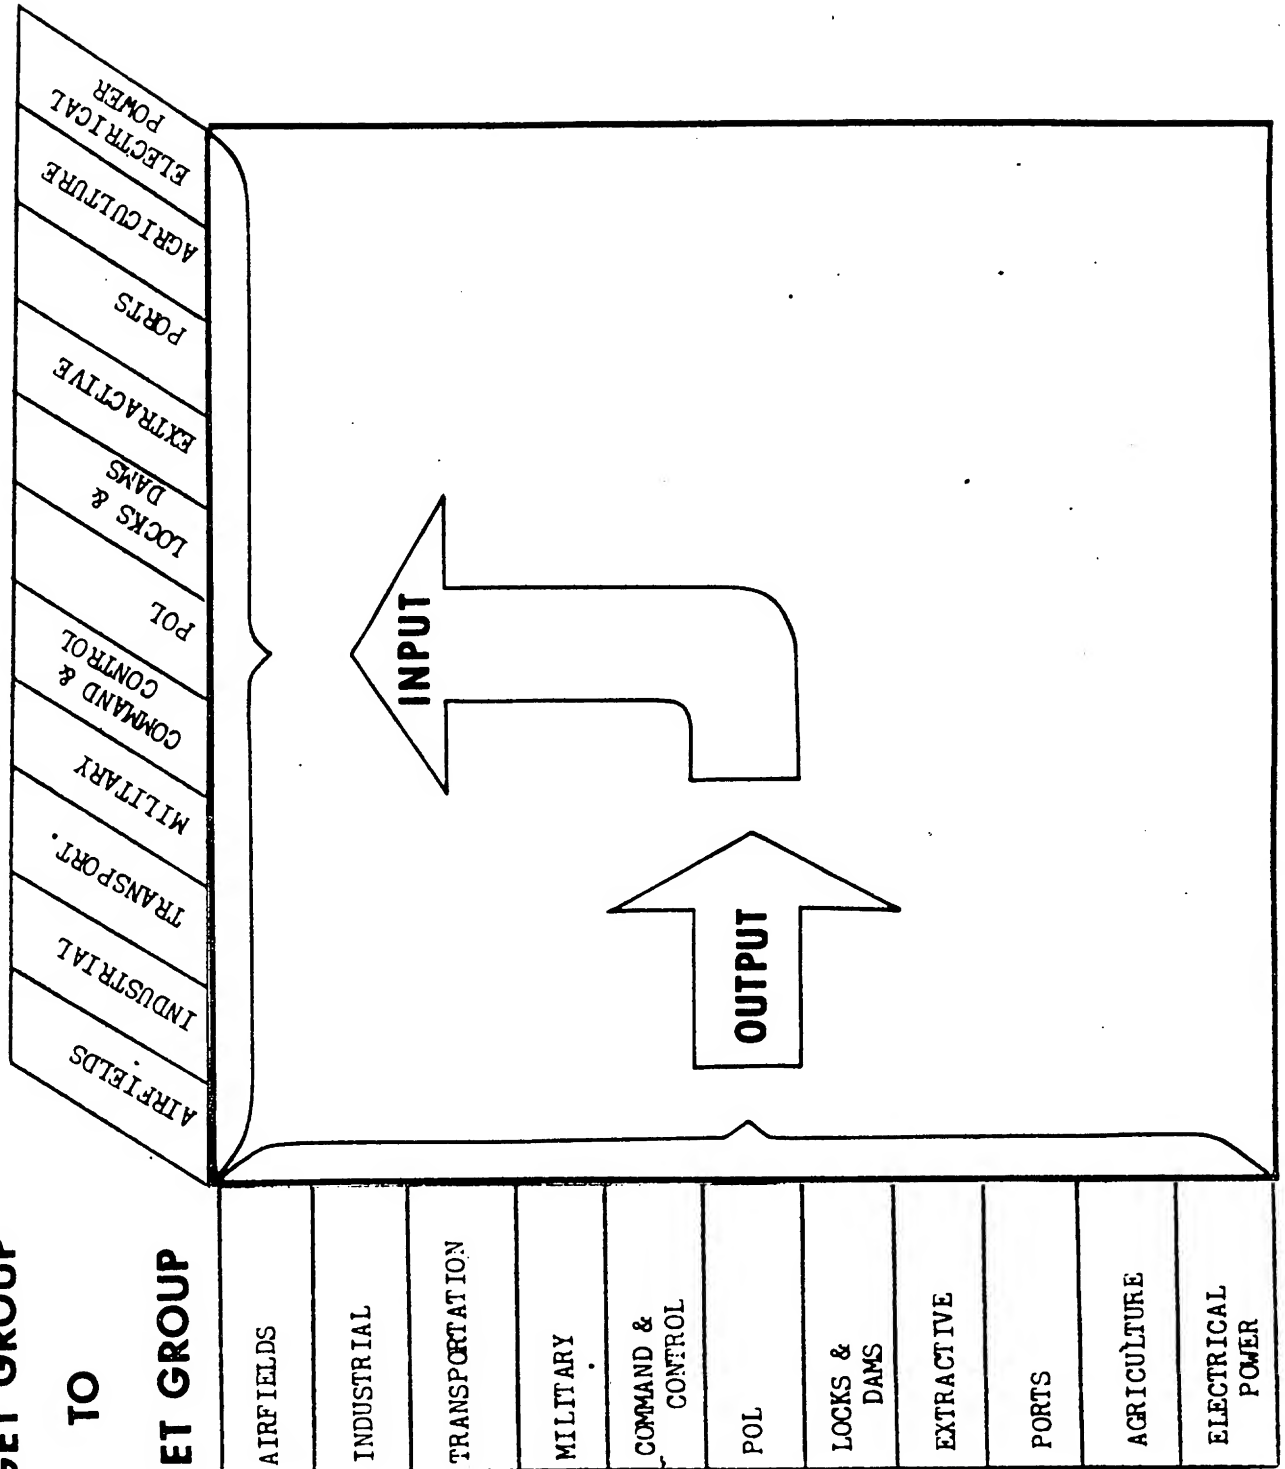 GET GROUP
TO
ET GROUP
AIRFIELDS
INDUSTRIAL
TRANSPORT.
MILITARY
COMMAND &
CONTROL
POL
LOCKS &
DAMS
EXTRACTIVE
PORTS
AGRICULTURE
ELECTRICAL
POWER
AIRFIELDS
INDUSTRIAL
TRANSPORTATION
MILITARY
COMMAND &
CONTROL
POL
LOCKS &
DAMS
EXTRACTIVE
PORTS
AGRICULTURE
ELECTRICAL
POWER
OUTPUT
INPUT